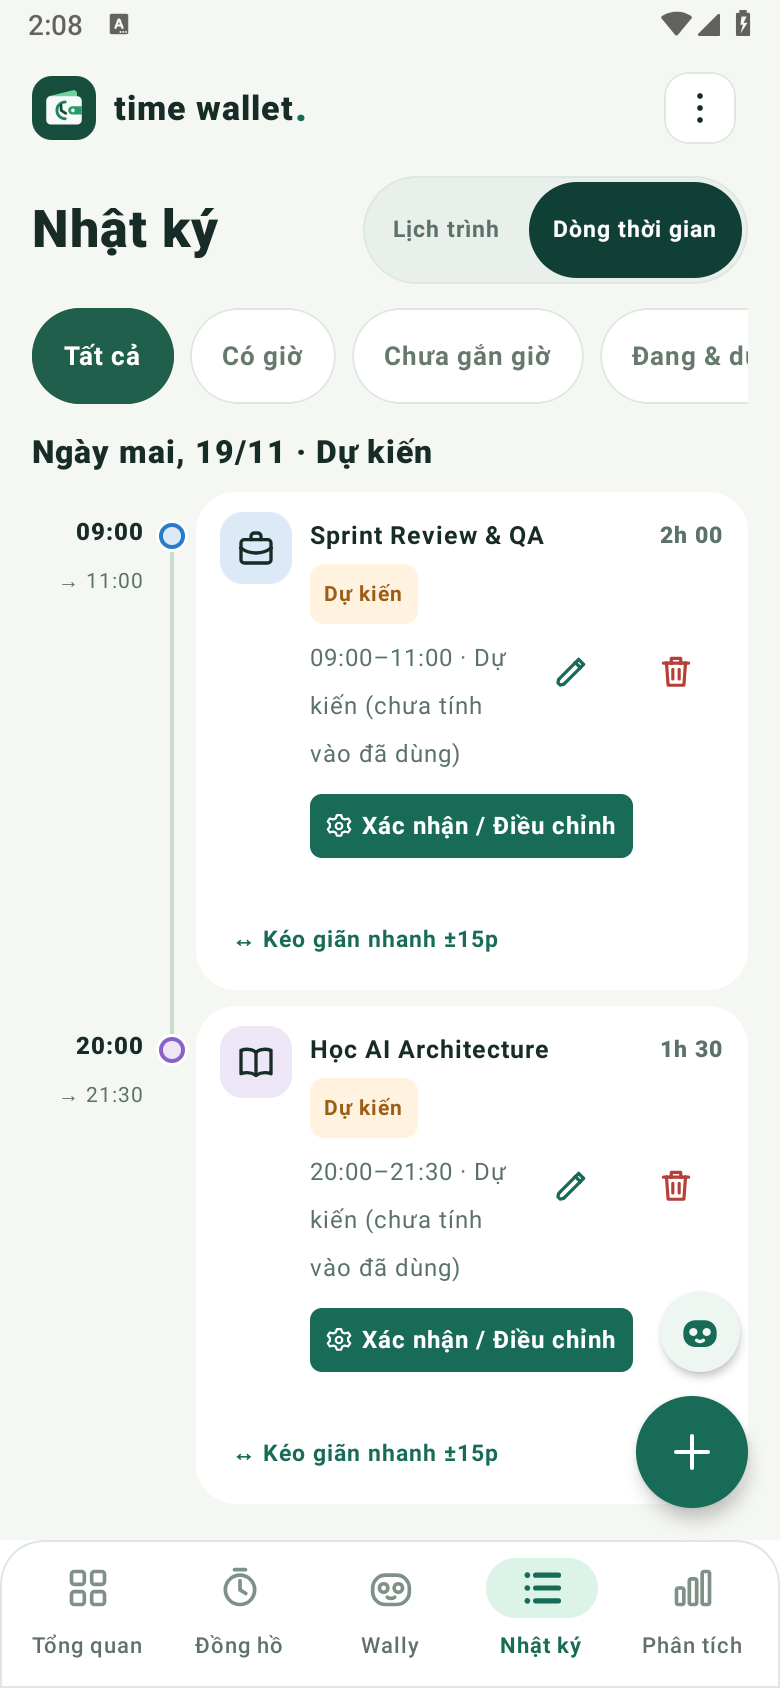 2:08
A
time wallet.
Nhật ký
Lịch trình
Dòng thời gian
Tất cả
Có giờ
Chưa gắn giờ
Đang &
Ngày mai, 19/11 · Dự kiến
09:00
→ 11:00
Sprint Review & QA
2h 00
Dự kiến
09:00–11:00 · Dự
kiến (chưa tính
vào đã dùng)
Xác nhận / Điều chỉnh
↔ Kéo giãn nhanh ±15p
20:00
→ 21:30
Học AI Architecture
1h 30
Dự kiến
20:00–21:30 · Dự
kiến (chưa tính
vào đã dùng)
Xác nhận / Điều chỉnh
↔ Kéo giãn nhanh ±15p
Tổng quan
Đồng hồ
Wally
Nhật ký
Phân tích